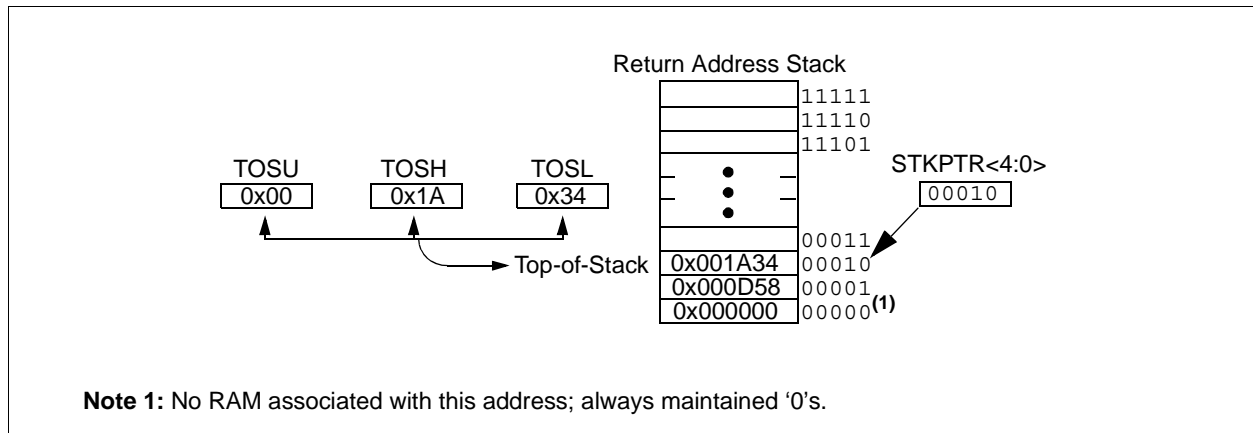 Return Address Stack
11111
11110
11101
TOSU TOSH TOSL STKPTR<4:0>
0x00 0x1A 0x34 00010
00011
Top-of-Stack 0x001A34 00010
0x000D58 00001
0x000000 00000(1)
Note 1: No RAM associated with this address; always maintained ‘0’s.